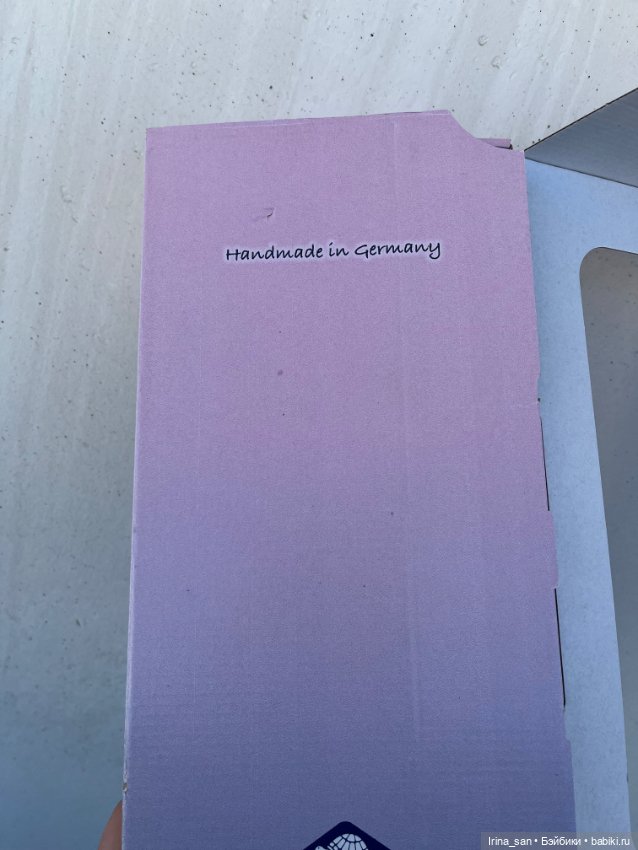 Handmade in Germany
Irina_san • Бэйбики • babiki.ru